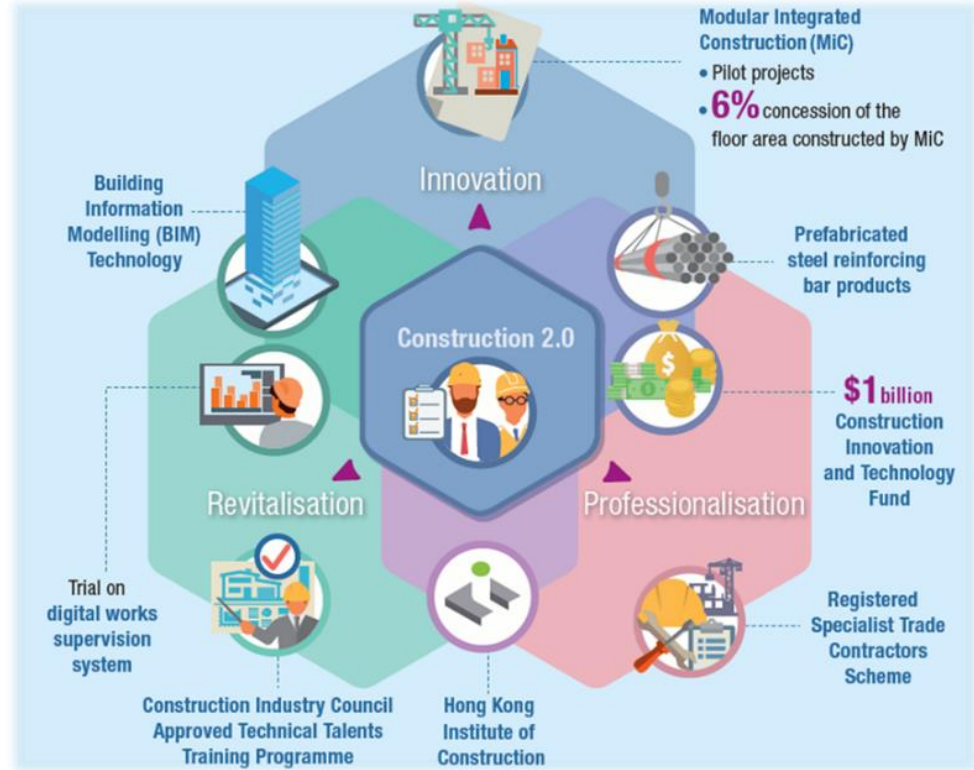 Modular Integrated
Construction (MiC)
• Pilot projects
• 6% concession of the
floor area constructed by MiC
Innovation
Building
Information
Modelling (BIM)
Technology
Prefabricated
steel reinforcing
bar products
Construction 2.0
$1 billion
Construction
Innovation
and Technology
Fund
Revitalisation
Professionalisation
Trial on
digital works
supervision
system
Registered
Specialist Trade
Contractors
Scheme
Construction Industry Council
Approved Technical Talents
Training Programme
Hong Kong
Institute of
Construction